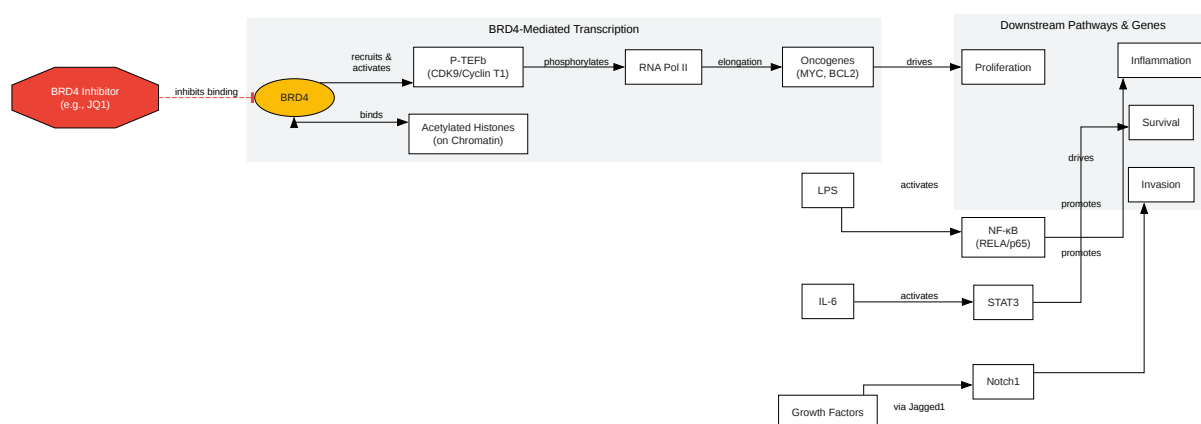 BRD4-Mediated Transcription
Downstream Pathways & Genes
BRD4 Inhibitor
(e.g., JQ1)
inhibits binding
BRD4
recruits &
activates
P-TEFb
(CDK9/Cyclin T1)
phosphorylates
RNA Pol II
elongation
Oncogenes
(MYC, BCL2)
drives
Proliferation
Inflammation
binds
Acetylated Histones
(on Chromatin)
Survival
drives
Invasion
LPS
activates
promotes
NF-κB
(RELA/p65)
promotes
IL-6
activates
STAT3
Notch1
Growth Factors
via Jagged1